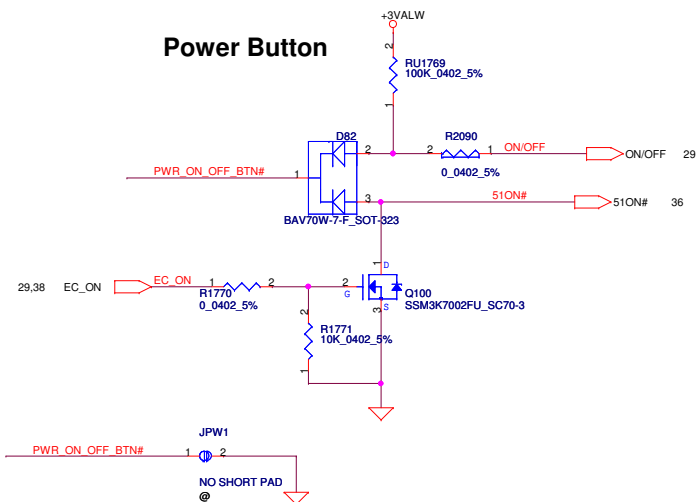 +3VALW
Power Button
2
RU1769
100K_0402_5%
1
D82
R2090
PWR_ON_OFF_BTN#
1
2
2
1
ON/OFF
ON/OFF
29
0_0402_5%
3
51ON#
51ON#
36
BAV70W-7-F_SOT-323
1
D
29,38
EC_ON
EC_ON
1
2
2
G
Q100
R1770
0_0402_5%
S
3
SSM3K7002FU_SC70-3
2
R1771
10K_0402_5%
1
JPW1
PWR_ON_OFF_BTN#
1
2
NO SHORT PAD
@